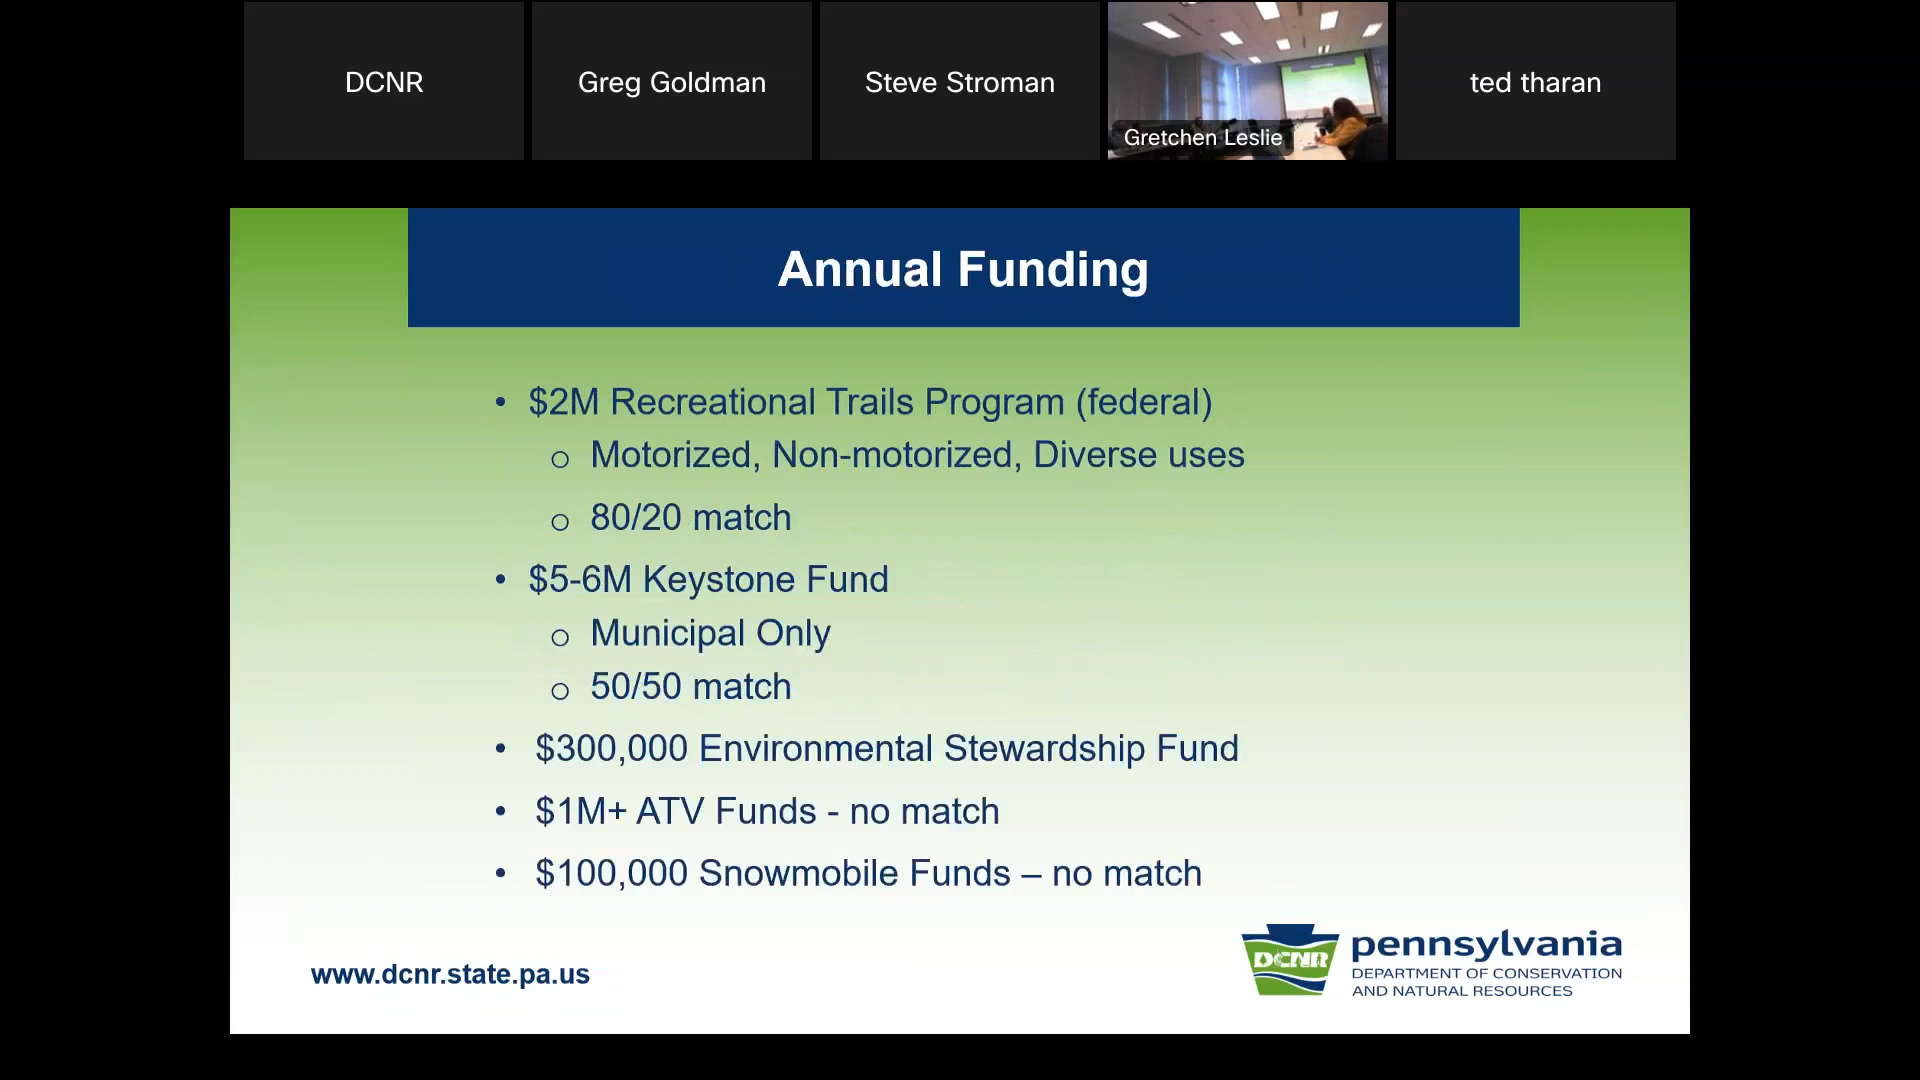 DCNR
Greg Goldman
Steve Stroman
Gretchen Leslie
ted tharan
Annual Funding
• $2M Recreational Trails Program (federal)
o Motorized, Non-motorized, Diverse uses
o 80/20 match
• $5-6M Keystone Fund
o Municipal Only
o 50/50 match
• $300,000 Environmental Stewardship Fund
• $1M+ ATV Funds - no match
• $100,000 Snowmobile Funds – no match
www.dcnr.state.pa.us
DCNR
pennsylvania
DEPARTMENT OF CONSERVATION
AND NATURAL RESOURCES